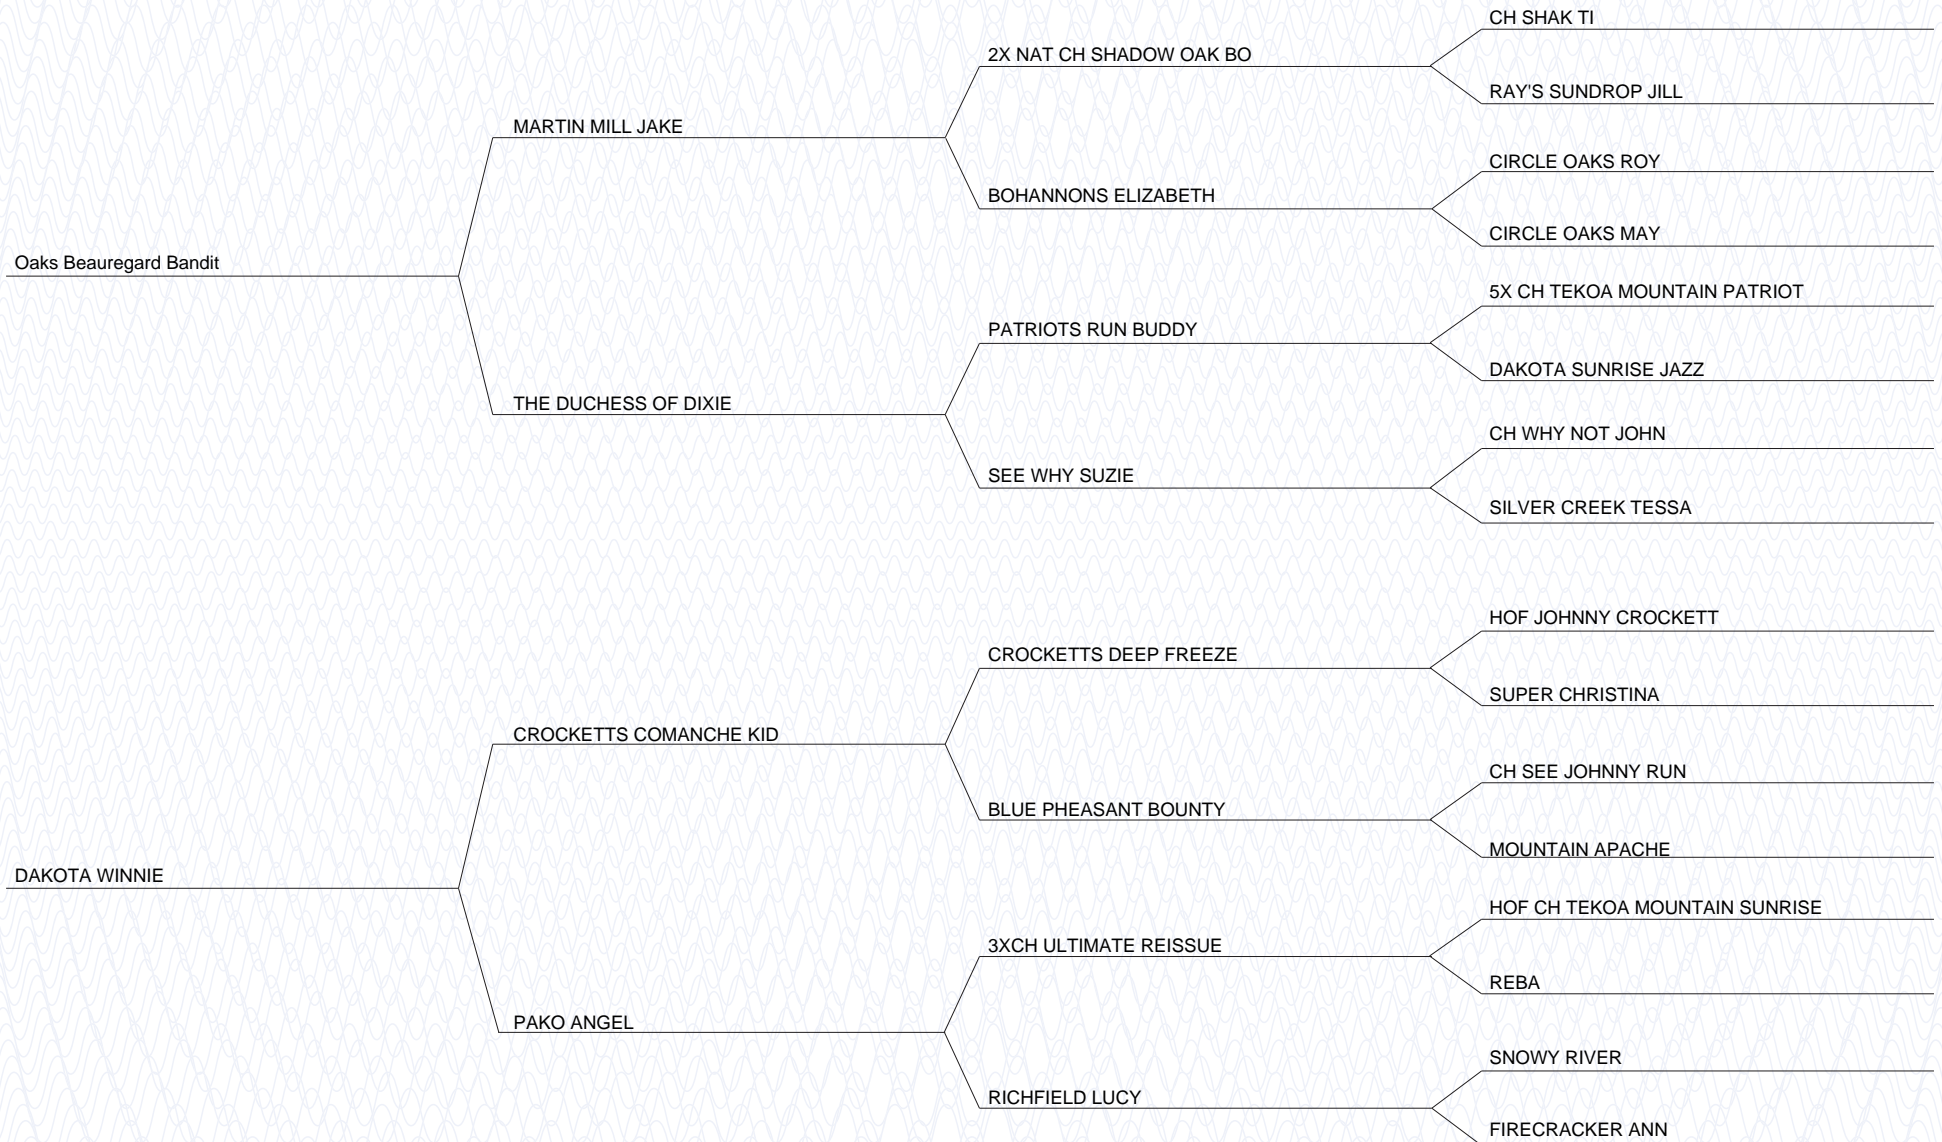 CH SHAK TI
2X NAT CH SHADOW OAK BO
RAY'S SUNDROP JILL
MARTIN MILL JAKE
CIRCLE OAKS ROY
BOHANNONS ELIZABETH
CIRCLE OAKS MAY
Oaks Beauregard Bandit
5X CH TEKOA MOUNTAIN PATRIOT
PATRIOTS RUN BUDDY
DAKOTA SUNRISE JAZZ
THE DUCHESS OF DIXIE
CH WHY NOT JOHN
SEE WHY SUZIE
SILVER CREEK TESSA
HOF JOHNNY CROCKETT
CROCKETTS DEEP FREEZE
SUPER CHRISTINA
CROCKETTS COMANCHE KID
CH SEE JOHNNY RUN
BLUE PHEASANT BOUNTY
MOUNTAIN APACHE
DAKOTA WINNIE
HOF CH TEKOA MOUNTAIN SUNRISE
3XCH ULTIMATE REISSUE
REBA
PAKO ANGEL
SNOWY RIVER
RICHFIELD LUCY
FIRECRACKER ANN